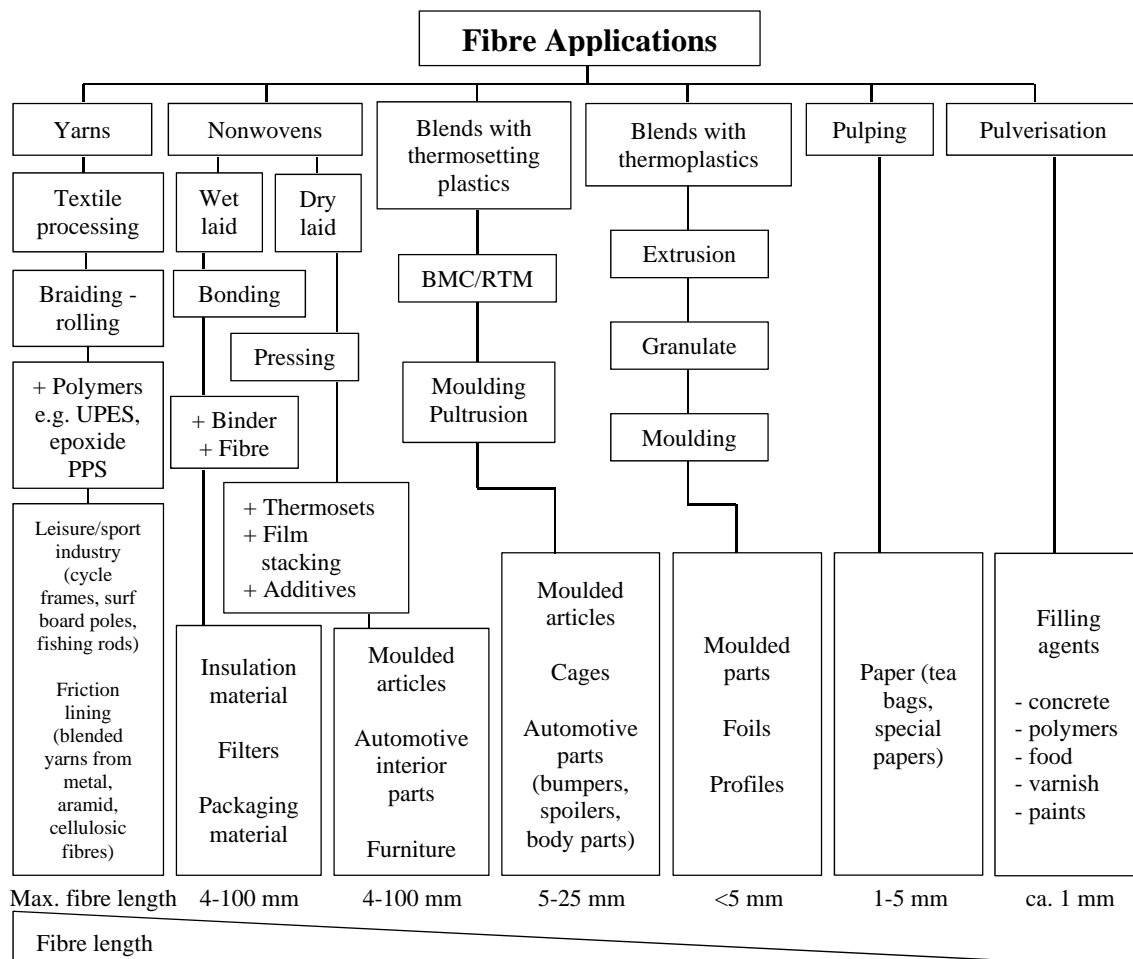 Fibre Applications
Yarns
Nonwovens
Blends with
thermosetting
plastics
Blends with
thermoplastics
Pulping
Pulverisation
Textile
processing
Wet
laid
Dry
laid
Extrusion
BMC/RTM
Braiding -
rolling
Bonding
Pressing
Granulate
+ Polymers
e.g. UPES,
epoxide
PPS
+ Binder
+ Fibre
Moulding
Pultrusion
Moulding
+ Thermosets
+ Film
stacking
+ Additives
Leisure/sport
industry
(cycle
frames, surf
board poles,
fishing rods)
Friction
lining
(blended
yarns from
metal,
aramid,
cellulosic
fibres)
Insulation
material
Filters
Packaging
material
Moulded
articles
Automotive
interior
parts
Furniture
Moulded
articles
Cages
Automotive
parts
(bumpers,
spoilers,
body parts)
Moulded
parts
Foils
Profiles
Paper (tea
bags,
special
papers)
Filling
agents
- concrete
- polymers
- food
- varnish
- paints
Max. fibre length
4-100 mm
4-100 mm
5-25 mm
<5 mm
1-5 mm
ca. 1 mm
Fibre length